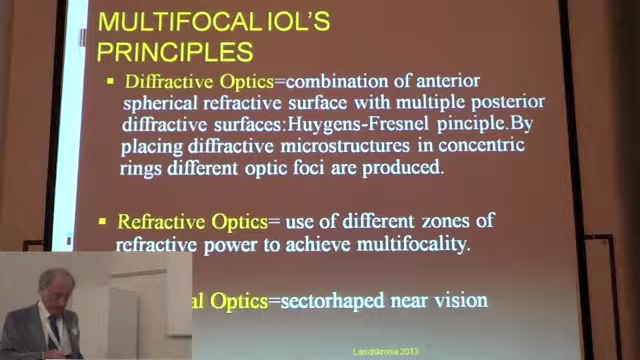 MULTIFOCAL IOL'S
PRINCIPLES
Diffractive Optics=combination of anterior
spherical refractive surface with multiple posterior
diffractive surfaces:Huygens-Fresnel pinciple.By
placing diffractive microstructures in concentric
rings different optic foci are produced.
Refractive Optics= use of different zones of
refractive power to achieve multifocality.
Optics=sectorhaped near vision
Landskrona 2013